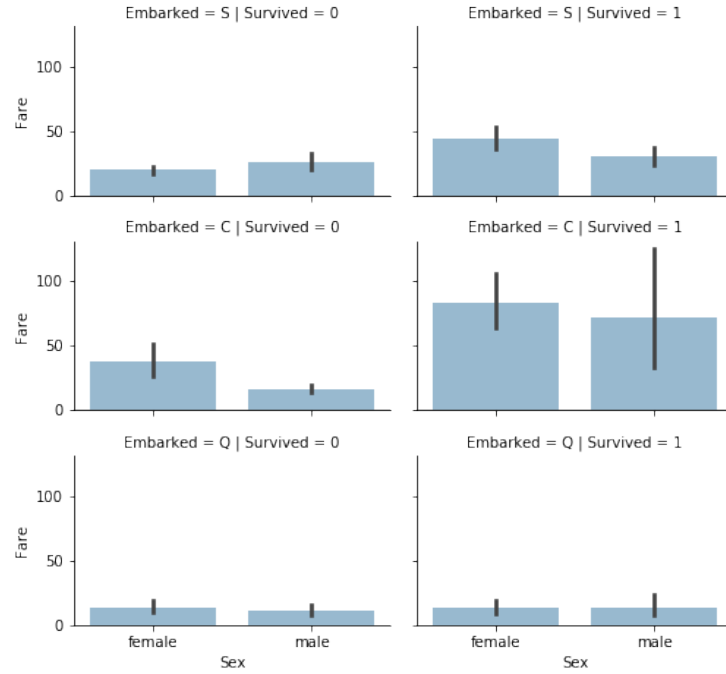 Embarked = S | Survived = 0
Embarked = S | Survived = 1
100
50
0
Fare
Embarked = C | Survived = 0
Embarked = C | Survived = 1
100
50
0
Fare
Embarked = Q | Survived = 0
Embarked = Q | Survived = 1
100
50
0
Fare
female
male
female
male
Sex
Sex